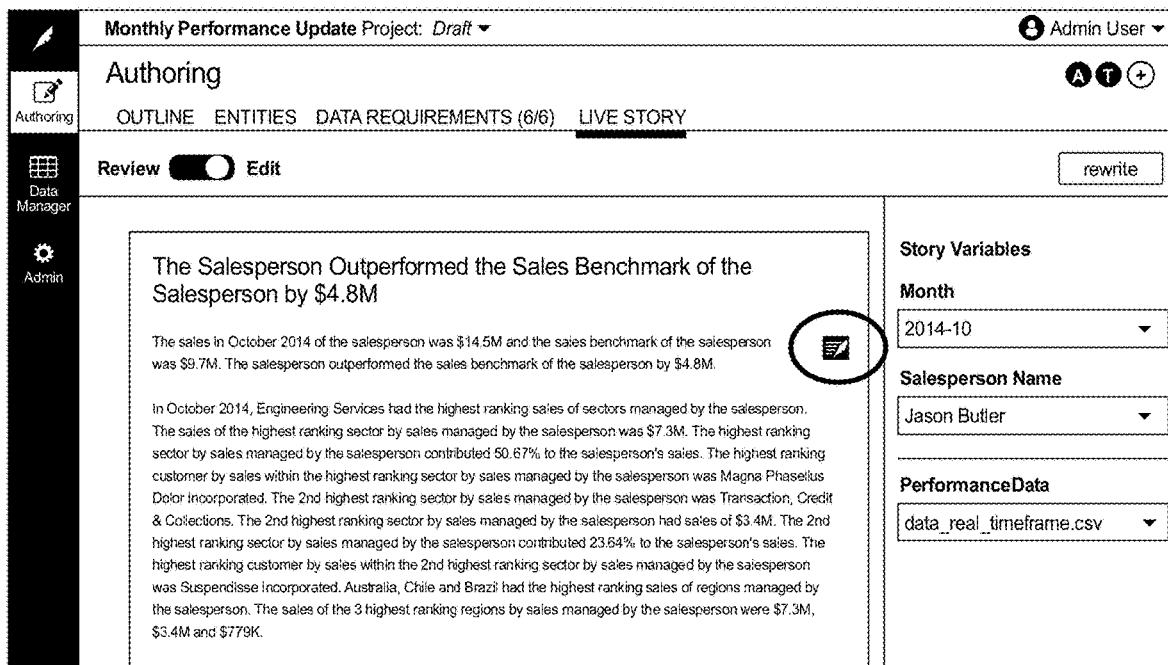 Monthly Performance Update Project: Draft
Admin User
Authoring
A T +
Authoring
OUTLINE ENTITIES DATA REQUIREMENTS (6/6) LIVE STORY
Review Edit
rewrite
Data
Manager
Admin
The Salesperson Outperformed the Sales Benchmark of the
Salesperson by $4.8M
The sales in October 2014 of the salesperson was $14.5M and the sales benchmark of the salesperson
was $9.7M. The salesperson outperformed the sales benchmark of the salesperson by $4.8M.
In October 2014, Engineering Services had the highest ranking sales of sectors managed by the salesperson.
The sales of the highest ranking sector by sales managed by the salesperson was $7.3M. The highest ranking
sector by sales managed by the salesperson contributed 50.67% to the salesperson's sales. The highest ranking
customer by sales within the highest ranking sector by sales managed by the salesperson was Magna Phasellus
Dolor Incorporated. The 2nd highest ranking sector by sales managed by the salesperson was Transaction, Credit
& Collections. The 2nd highest ranking sector by sales managed by the salesperson had sales of $3.4M. The 2nd
highest ranking sector by sales managed by the salesperson contributed 23.64% to the salesperson's sales. The
highest ranking customer by sales within the 2nd highest ranking sector by sales managed by the salesperson
was Suspendisse Incorporated. Australia, Chile and Brazil had the highest ranking sales of regions managed by
the salesperson. The sales of the 3 highest ranking regions by sales managed by the salesperson were $7.3M,
$3.4M and $779K.
Story Variables
Month
2014-10
Salesperson Name
Jason Butler
PerformanceData
data_real_timeframe.csv